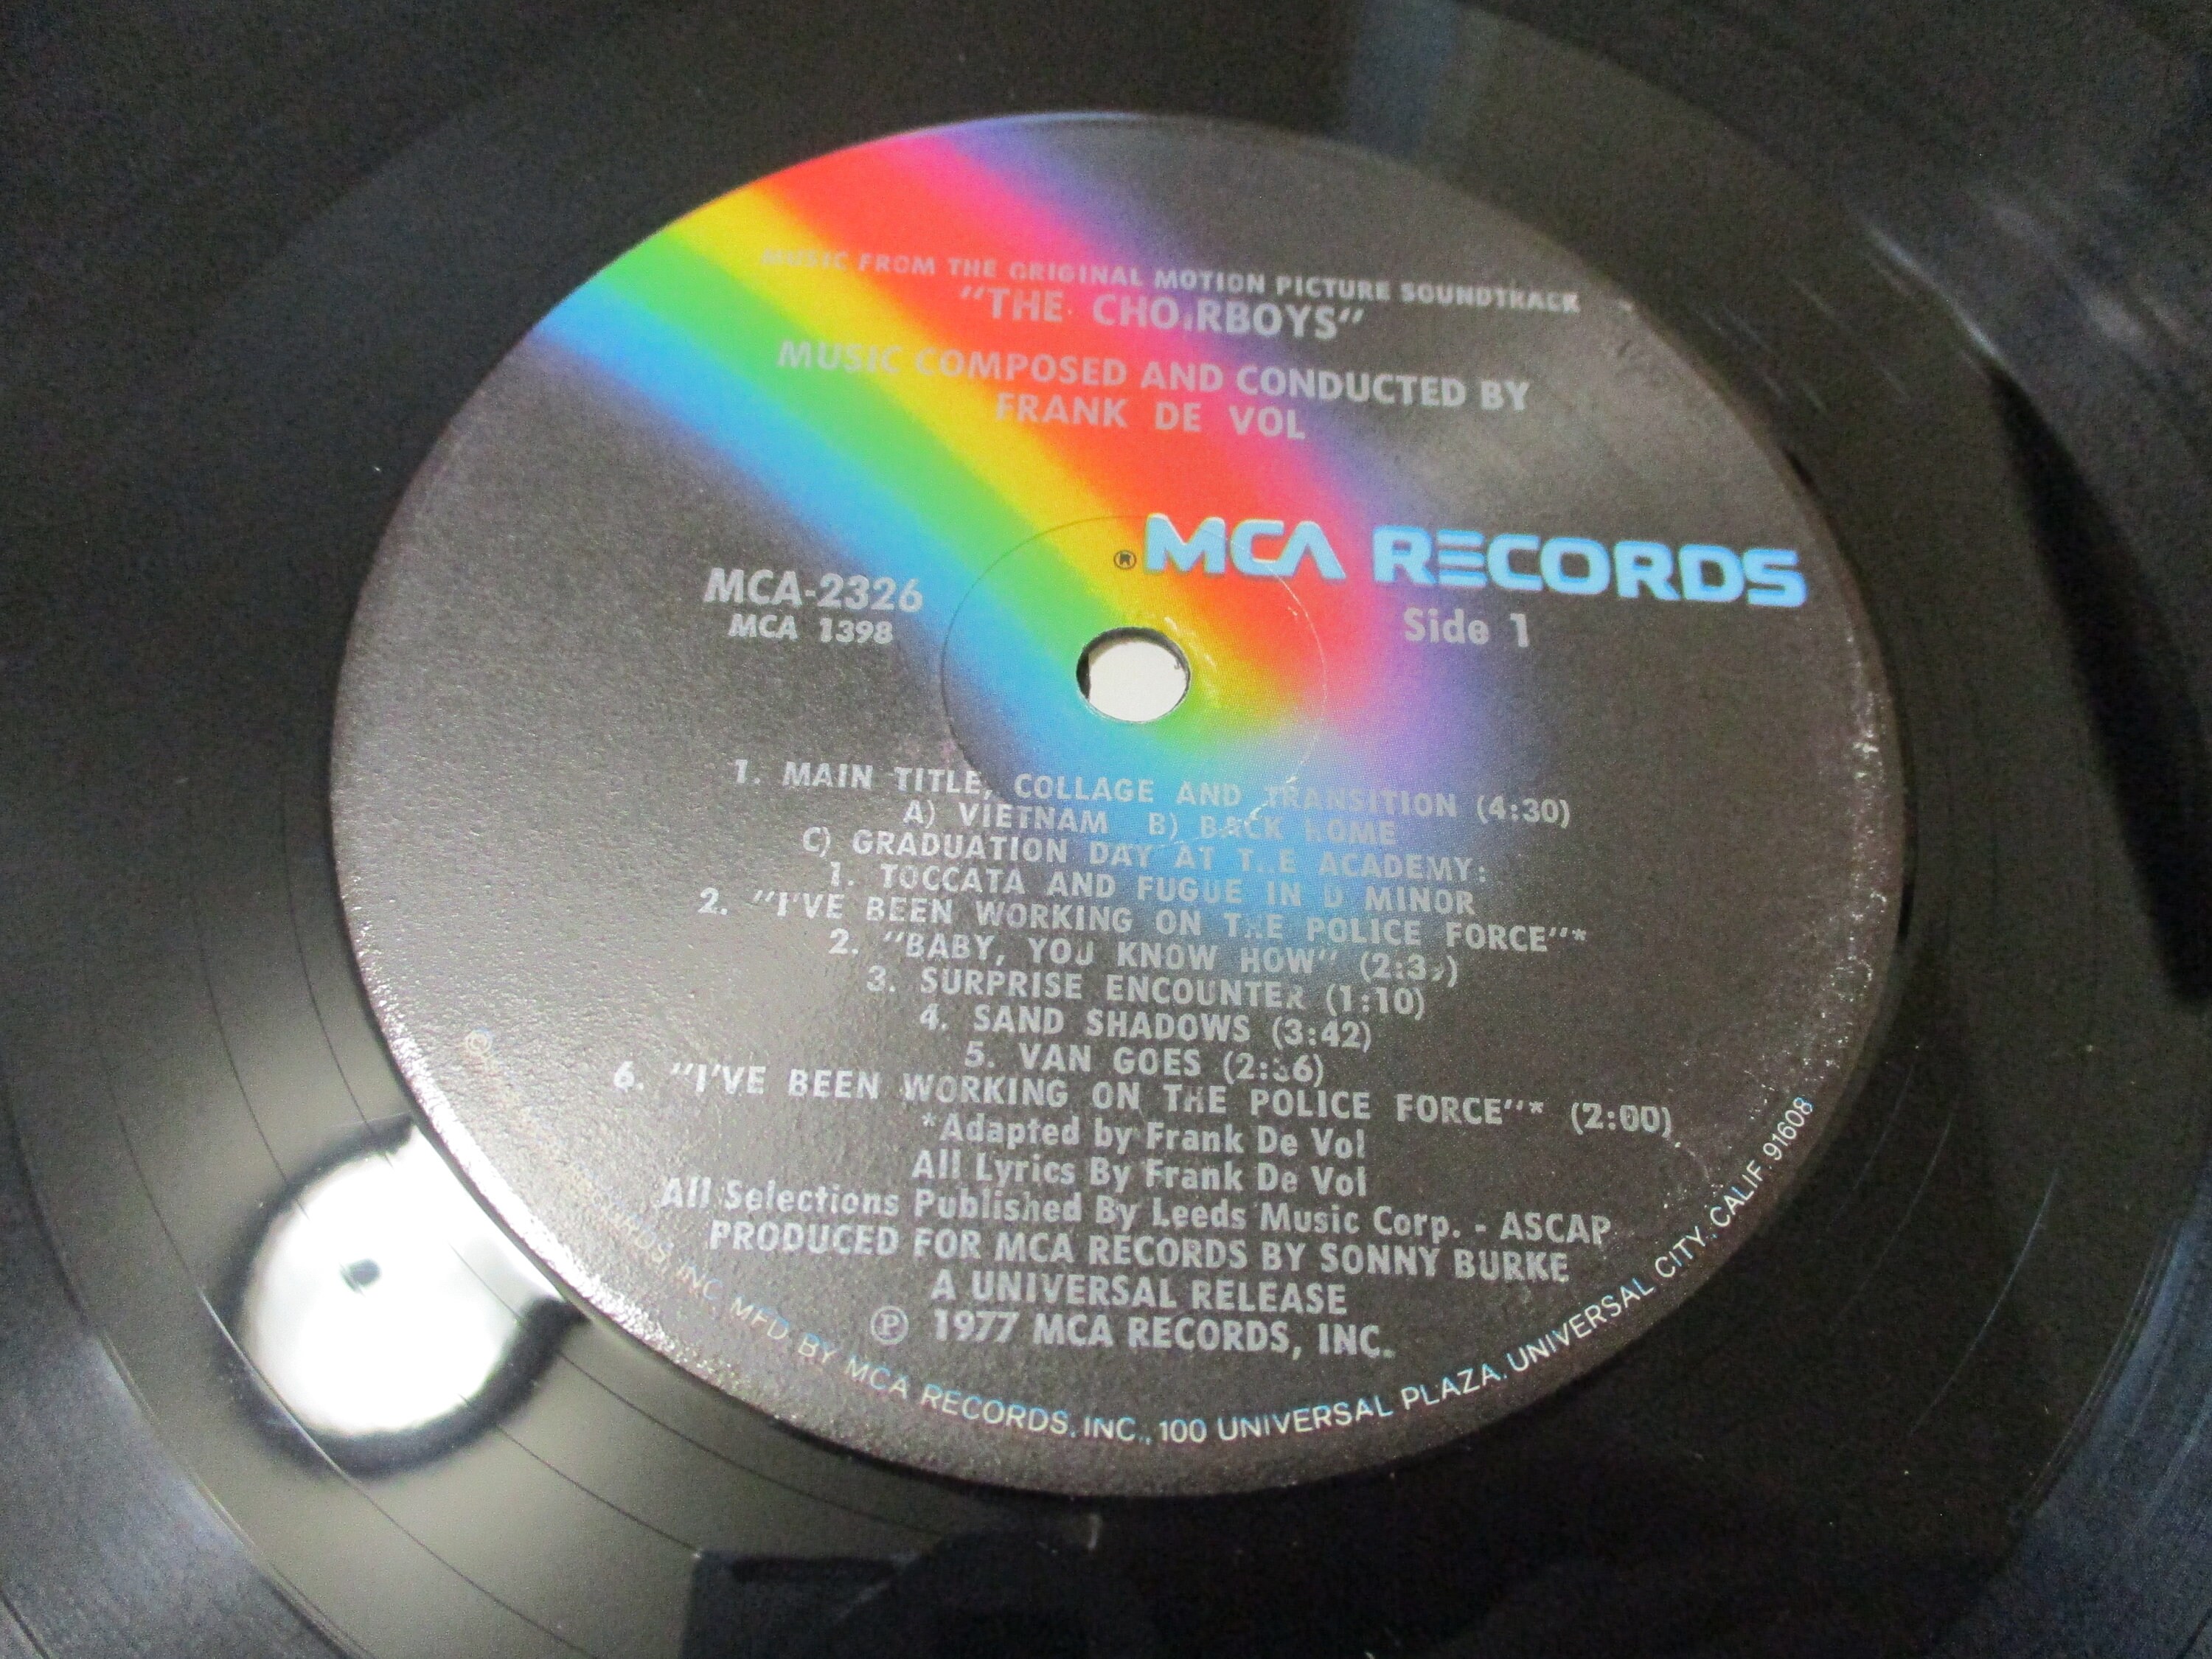 MUSIC FROM THE ORIGINAL MOTION PICTURE SOUNDTRACK
"THE CHOIRBOYS"
MUSIC COMPOSED AND CONDUCTED BY
FRANK DE VOL
® MCA RECORDS
MCA-2326
Side 1
MCA 1398
1. MAIN TITLE, COLLAGE AND TRANSITION (4:30)
A) VIETNAM B) BACK HOME
C) GRADUATION DAY AT THE ACADEMY:
1. TOCCATA AND FUGUE IN D MINOR
2. "I'VE BEEN WORKING ON THE POLICE FORCE"*
2. "BABY, YOU KNOW HOW"
3. SURPRISE ENCOUNTER (1:10)
4. SAND SHADOWS (3:42)
5. VAN GOES
6. "I'VE BEEN WORKING ON THE POLICE FORCE"* (2:00)
*Adapted by Frank De Vol
All Lyrics By Frank De Vol
All Selections Published By Leeds Music Corp. - ASCAP
PRODUCED FOR MCA RECORDS BY SONNY BURKE
A UNIVERSAL RELEASE
℗ 1977 MCA RECORDS, INC.
© RECORDS, INC. MFD. BY MCA RECORDS, INC., 100 UNIVERSAL PLAZA, UNIVERSAL CITY, CALIF. 91608